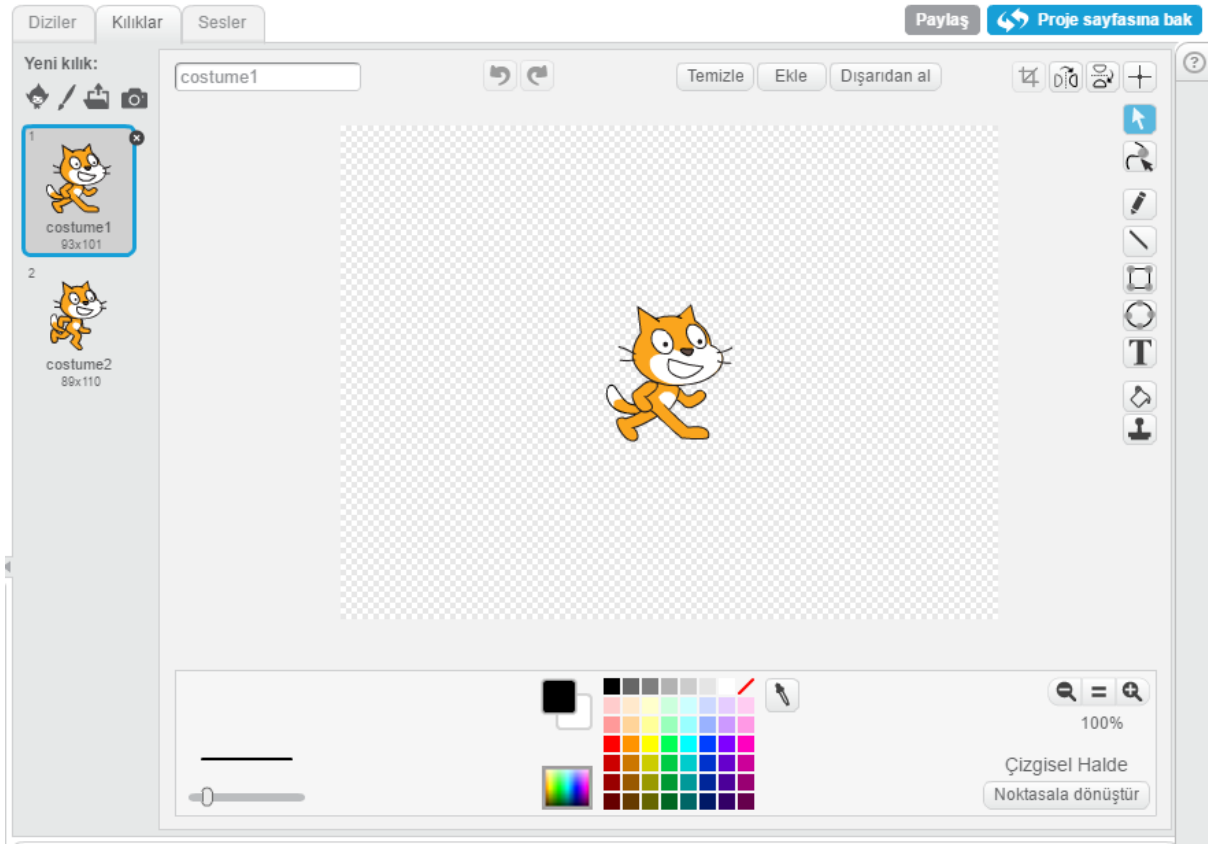 Diziler Kılıklar Sesler
Paylaş Proje sayfasına bak
Yeni kılık:
costume1
Temizle Ekle Dışarıdan al
1
costume1
93x101
2
costume2
89x110
T
100%
Çizgisel Halde
Noktasala dönüştür